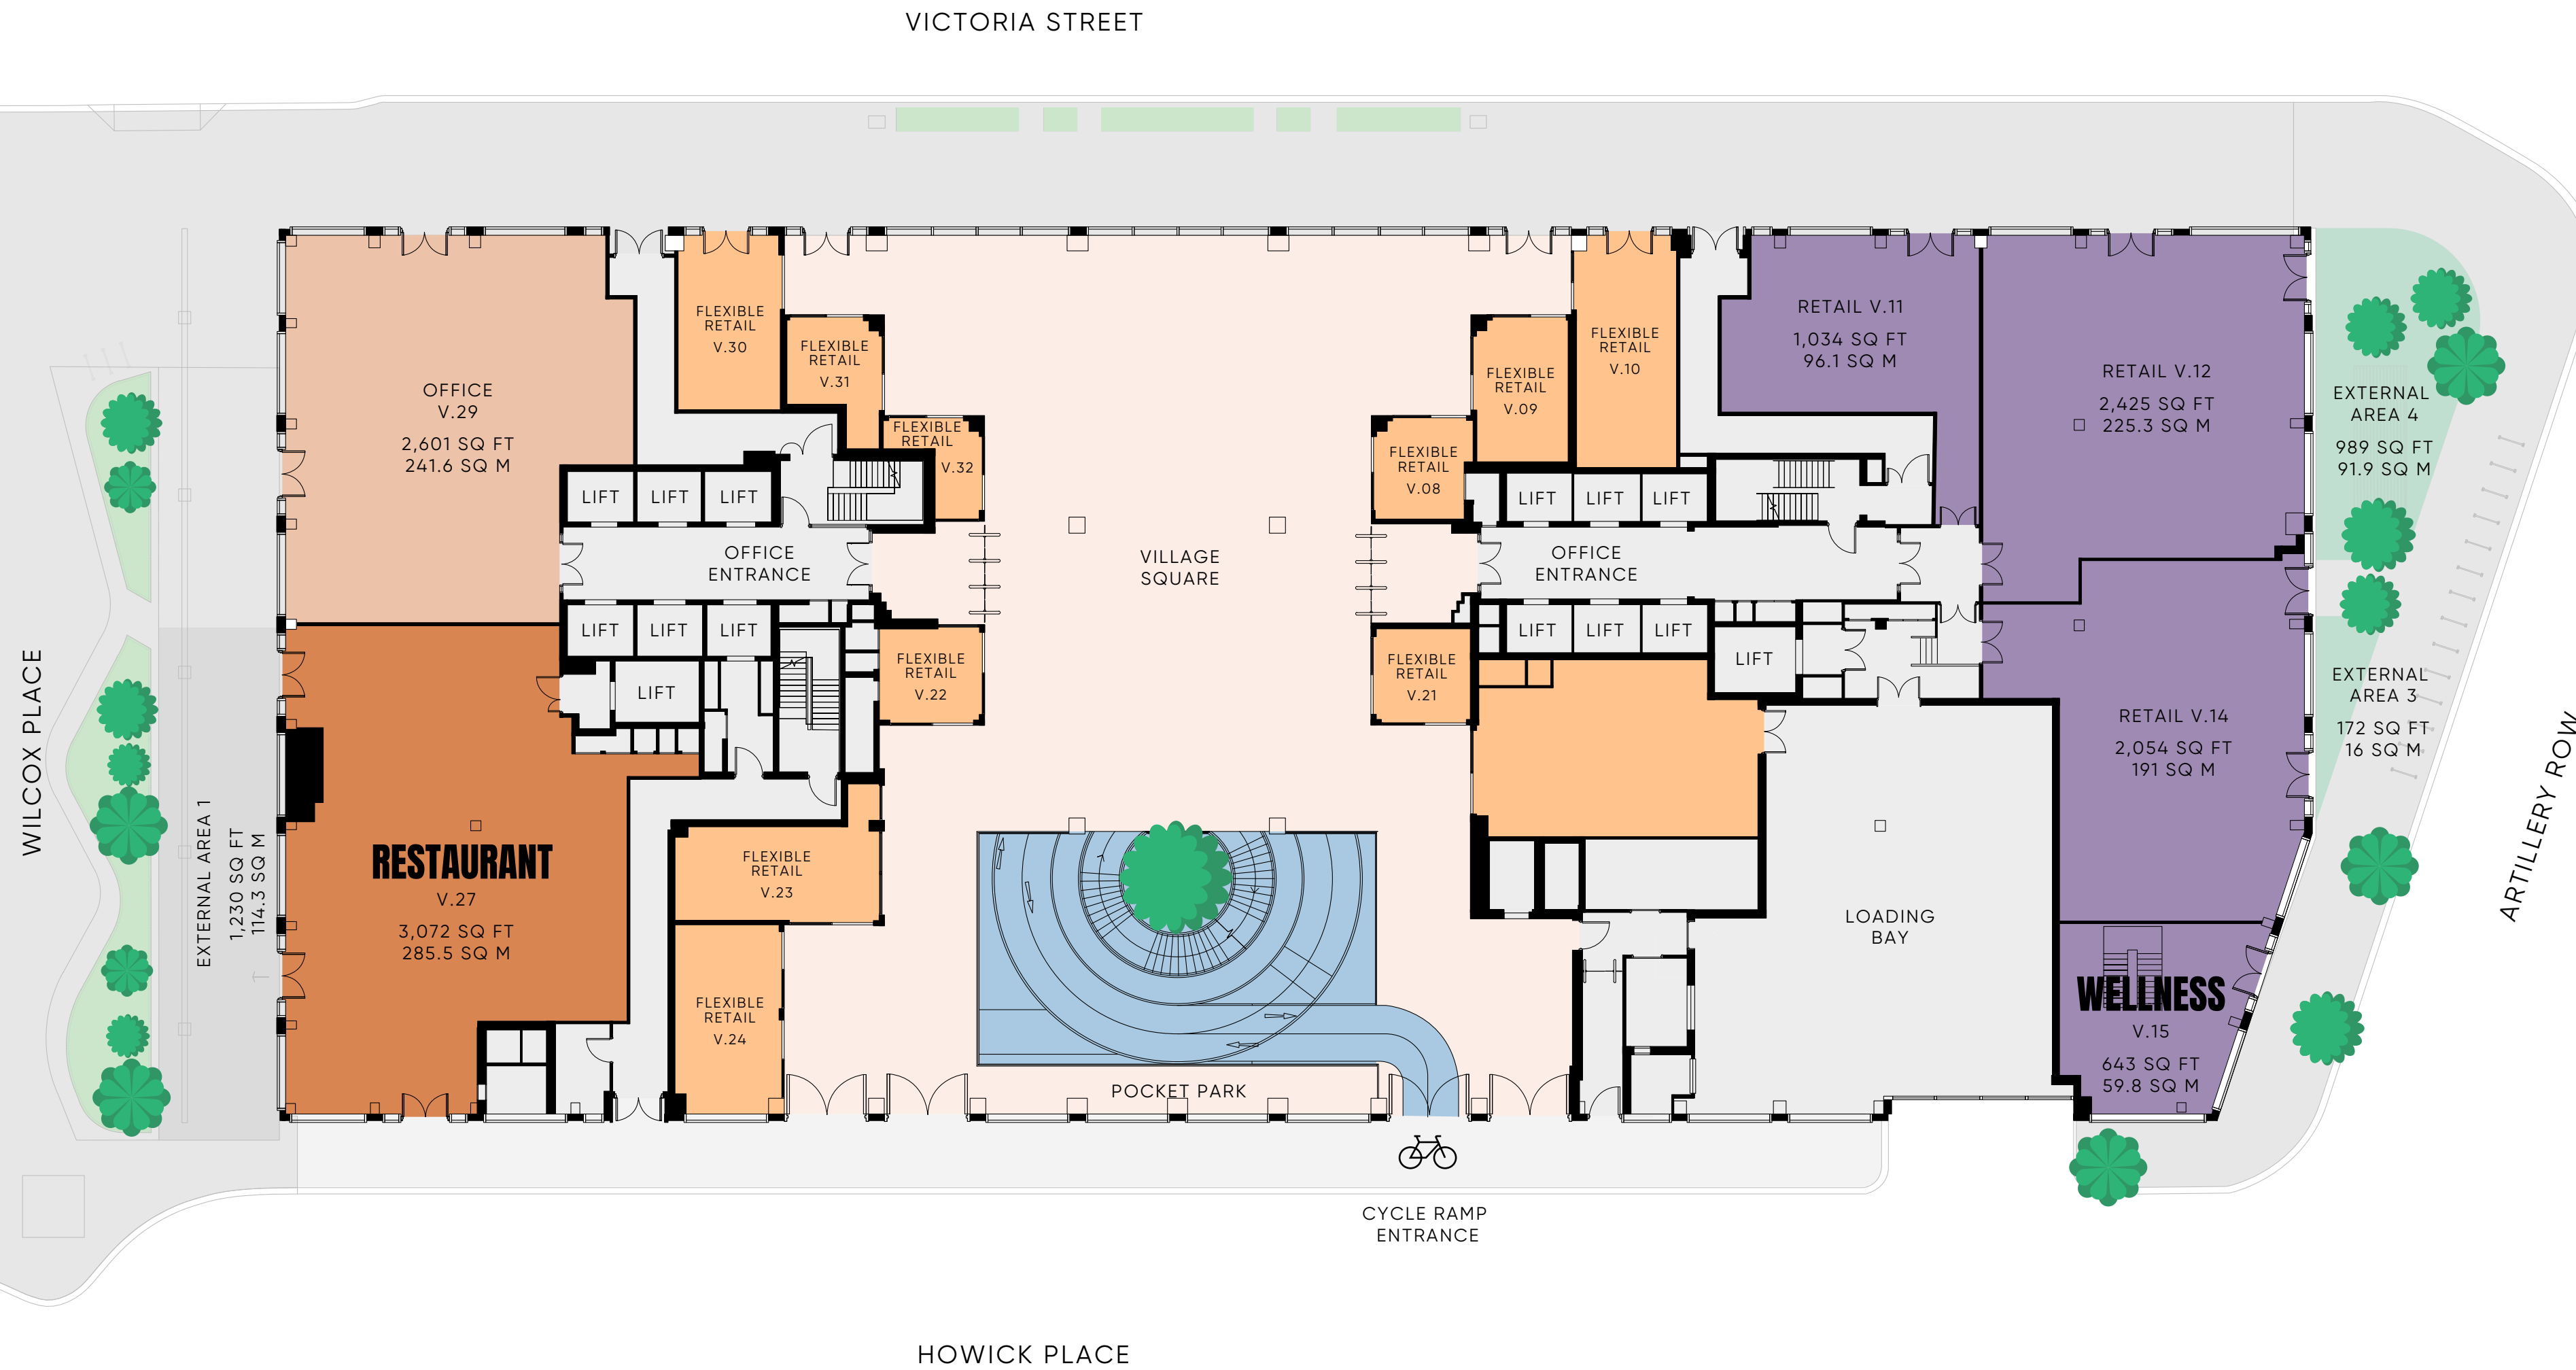 VICTORIA STREET
WILCOX PLACE
EXTERNAL AREA 1
1,230 SQ FT
114.3 SQ M
OFFICE
V.29
2,601 SQ FT
241.6 SQ M
FLEXIBLE
RETAIL
V.30
FLEXIBLE
RETAIL
V.31
FLEXIBLE
RETAIL
V.32
LIFT
LIFT
LIFT
OFFICE
ENTRANCE
LIFT
LIFT
LIFT
LIFT
FLEXIBLE
RETAIL
V.22
RESTAURANT
V.27
3,072 SQ FT
285.5 SQ M
FLEXIBLE
RETAIL
V.23
FLEXIBLE
RETAIL
V.24
VILLAGE
SQUARE
POCKET PARK
FLEXIBLE
RETAIL
V.08
FLEXIBLE
RETAIL
V.09
FLEXIBLE
RETAIL
V.10
LIFT
LIFT
LIFT
OFFICE
ENTRANCE
LIFT
LIFT
LIFT
LIFT
FLEXIBLE
RETAIL
V.21
RETAIL V.11
1,034 SQ FT
96.1 SQ M
RETAIL V.12
2,425 SQ FT
225.3 SQ M
RETAIL V.14
2,054 SQ FT
191 SQ M
LOADING
BAY
WELLNESS
V.15
643 SQ FT
59.8 SQ M
EXTERNAL
AREA 4
989 SQ FT
91.9 SQ M
EXTERNAL
AREA 3
172 SQ FT
16 SQ M
ARTILLERY ROW
CYCLE RAMP
ENTRANCE
HOWICK PLACE